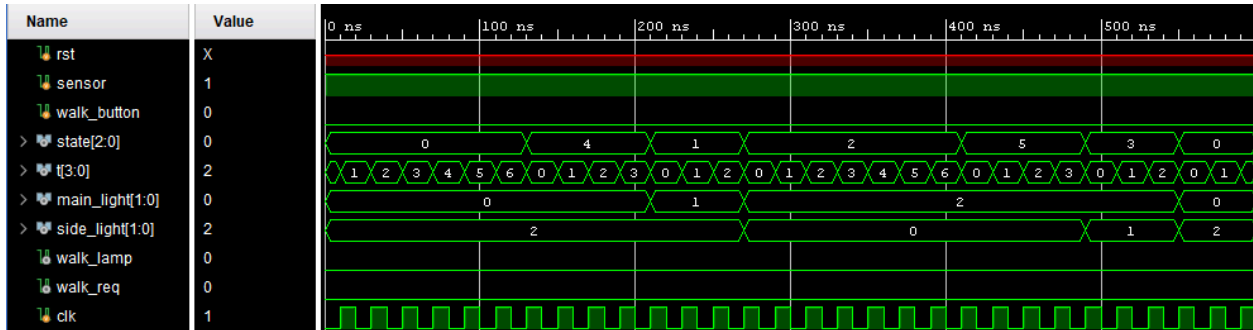 Name Value 0 ns 100 ns 200 ns 300 ns 400 ns 500 ns
rst X
sensor 1
walk_button 0
> state[2:0] 0 0 4 1 2 5 3 0
> t[3:0] 2 1 2 3 4 5 6 0 1 2 3 0 1 2 0 1 2 3 4 5 6 0 1 2 3 0 1 2 0 1
> main_light[1:0] 0 0 1 2 0
> side_light[1:0] 2 2 0 1 2
walk_lamp 0
walk_req 0
clk 1